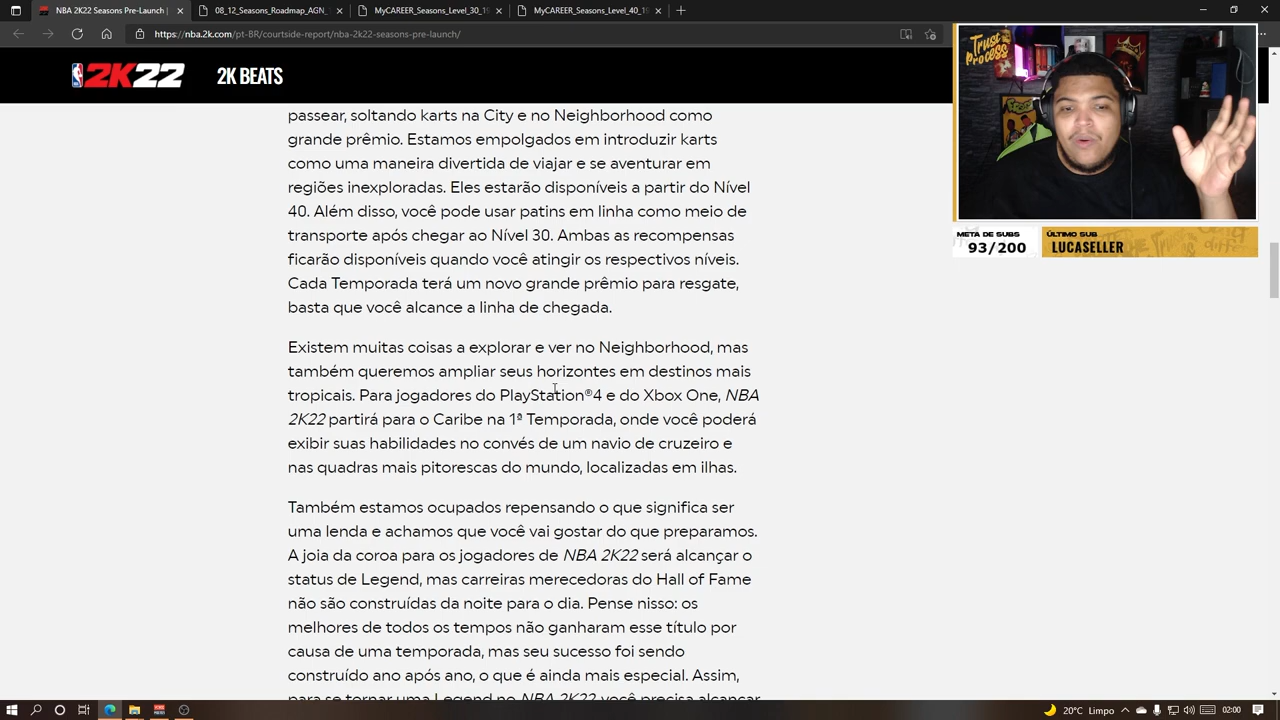 NBA 2K22 Seasons Pre-Launch |
08_12_Seasons_Roadmap_AGN_
MyCAREER_Seasons_Level_30_19
MyCAREER_Seasons_Level_40_19
https://nba.2k.com/pt-BR/courtside-report/nba-2k22-seasons-pre-launch/
2K22
2K BEATS
passear, soltando karts na City e no Neighborhood como
grande prêmio. Estamos empolgados em introduzir karts
como uma maneira divertida de viajar e se aventurar em
regiões inexploradas. Eles estarão disponíveis a partir do Nível
40. Além disso, você pode usar patins em linha como meio de
transporte após chegar ao Nível 30. Ambas as recompensas
ficarão disponíveis quando você atingir os respectivos níveis.
Cada Temporada terá um novo grande prêmio para resgate,
basta que você alcance a linha de chegada.
Existem muitas coisas a explorar e ver no Neighborhood, mas
também queremos ampliar seus horizontes em destinos mais
tropicais. Para jogadores do PlayStation®4 e do Xbox One, NBA
2K22 partirá para o Caribe na 1ª Temporada, onde você poderá
exibir suas habilidades no convés de um navio de cruzeiro e
nas quadras mais pitorescas do mundo, localizadas em ilhas.
Também estamos ocupados repensando o que significa ser
uma lenda e achamos que você vai gostar do que preparamos.
A joia da coroa para os jogadores de NBA 2K22 será alcançar o
status de Legend, mas carreiras merecedoras do Hall of Fame
não são construídas da noite para o dia. Pense nisso: os
melhores de todos os tempos não ganharam esse título por
causa de uma temporada, mas seu sucesso foi sendo
construído ano após ano, o que é ainda mais especial. Assim,
para se tornar uma Legend no NBA 2K22, você precisa alcançar
Trust
Process
META DE SUBS
93/200
ÚLTIMO SUB
LUCASELLER
20°C Limpo
02:00